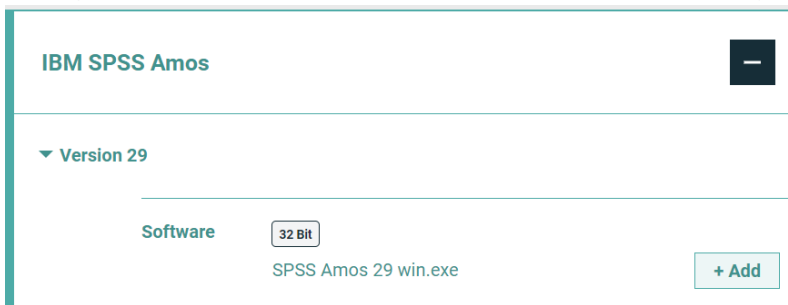 IBM SPSS Amos
Version 29
Software
32 Bit
SPSS Amos 29 win.exe
+ Add